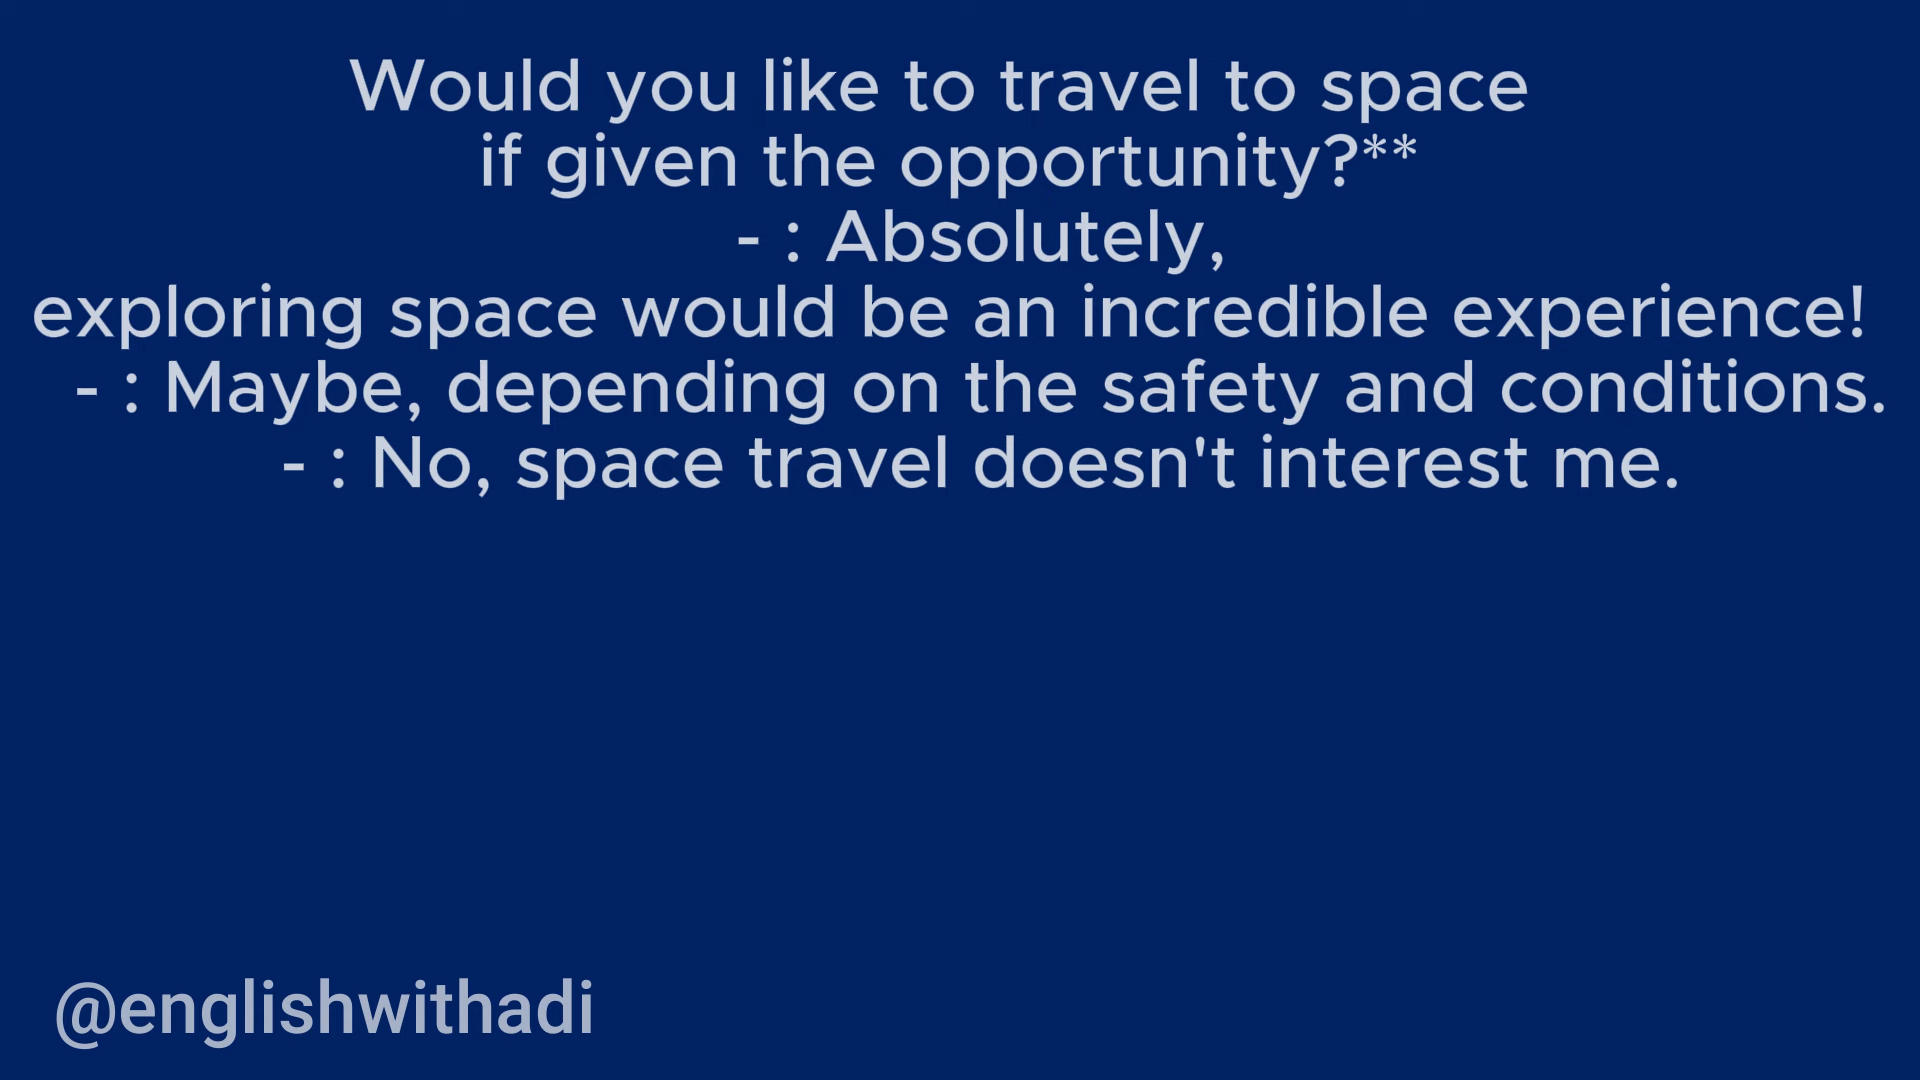 Would you like to travel to space
if given the opportunity?**
- : Absolutely,
exploring space would be an incredible experience!
- : Maybe, depending on the safety and conditions.
- : No, space travel doesn't interest me.
@englishwithadi